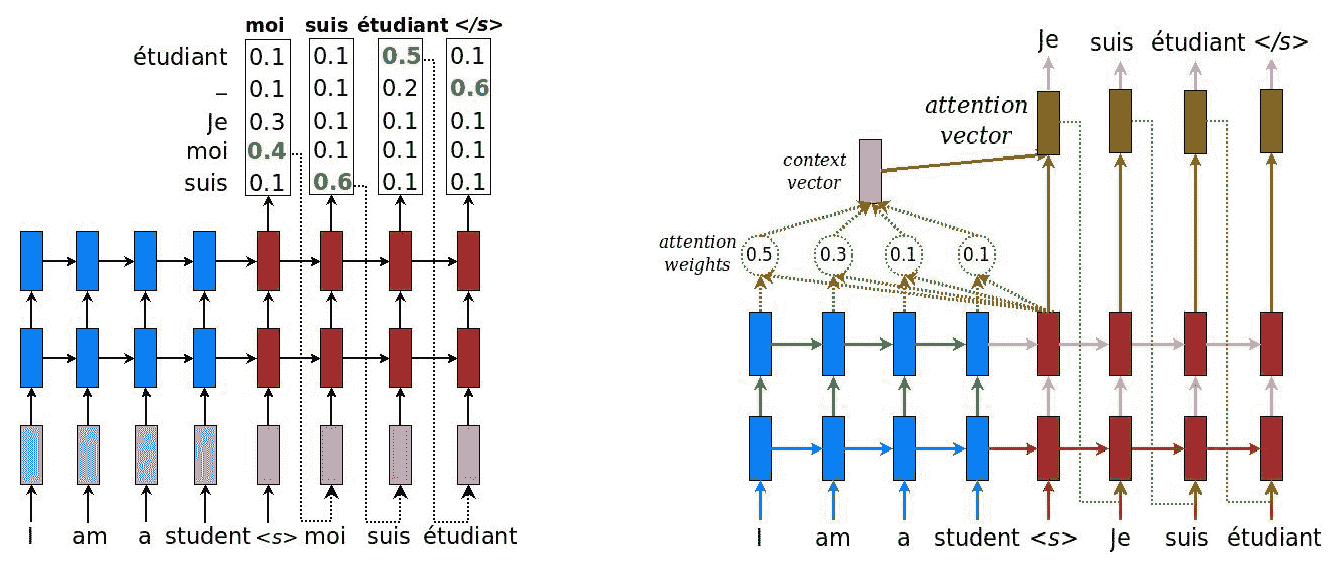 moi suis étudiant </s>
étudiant 0.1 0.1 0.5 0.1
_ 0.1 0.1 0.2 0.6
Je 0.3 0.1 0.1 0.1
moi 0.4 0.1 0.1 0.1
suis 0.1 0.6 0.1 0.1
I am a student <s> moi suis étudiant
Je suis étudiant </s>
attention
vector
context
vector
attention
weights
0.5 0.3 0.1 0.1
I am a student <s> Je suis étudiant